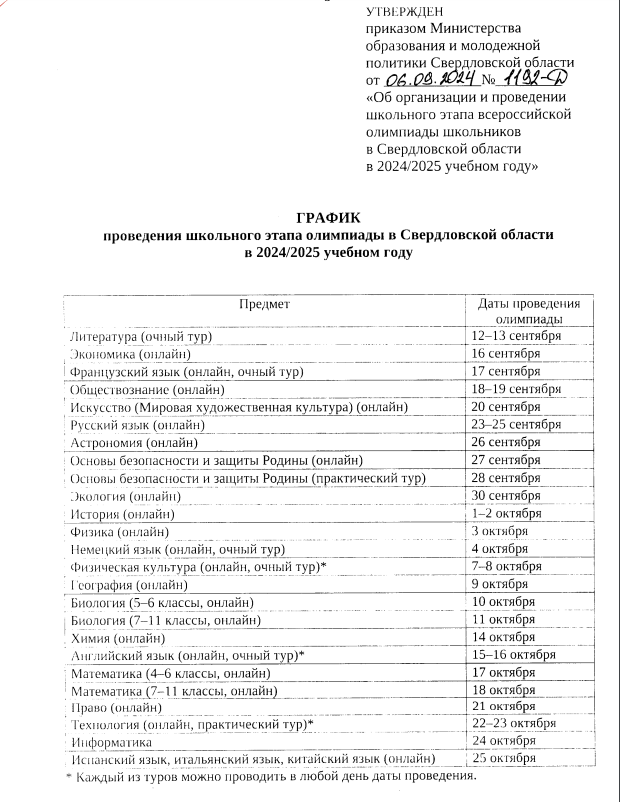 УТВЕРЖДЕН
приказом Министерства
образования и молодежной
политики Свердловской области
от 06.09.2024 № 1192-Д
«Об организации и проведении
школьного этапа всероссийской
олимпиады школьников
в Свердловской области
в 2024/2025 учебном году»
ГРАФИК
проведения школьного этапа олимпиады в Свердловской области
в 2024/2025 учебном году
Предмет Даты проведения
олимпиады
Литература (очный тур) 12–13 сентября
Экономика (онлайн) 16 сентября
Французский язык (онлайн, очный тур) 17 сентября
Обществознание (онлайн) 18–19 сентября
Искусство (Мировая художественная культура) (онлайн) 20 сентября
Русский язык (онлайн) 23–25 сентября
Астрономия (онлайн) 26 сентября
Основы безопасности и защиты Родины (онлайн) 27 сентября
Основы безопасности и защиты Родины (практический тур) 28 сентября
Экология (онлайн) 30 сентября
История (онлайн) 1–2 октября
Физика (онлайн) 3 октября
Немецкий язык (онлайн, очный тур) 4 октября
Физическая культура (онлайн, очный тур)* 7–8 октября
География (онлайн) 9 октября
Биология (5–6 классы, онлайн) 10 октября
Биология (7–11 классы, онлайн) 11 октября
Химия (онлайн) 14 октября
Английский язык (онлайн, очный тур)* 15–16 октября
Математика (4–6 классы, онлайн) 17 октября
Математика (7–11 классы, онлайн) 18 октября
Право (онлайн) 21 октября
Технология (онлайн, практический тур)* 22–23 октября
Информатика 24 октября
Испанский язык, итальянский язык, китайский язык (онлайн) 25 октября
* Каждый из туров можно проводить в любой день даты проведения.